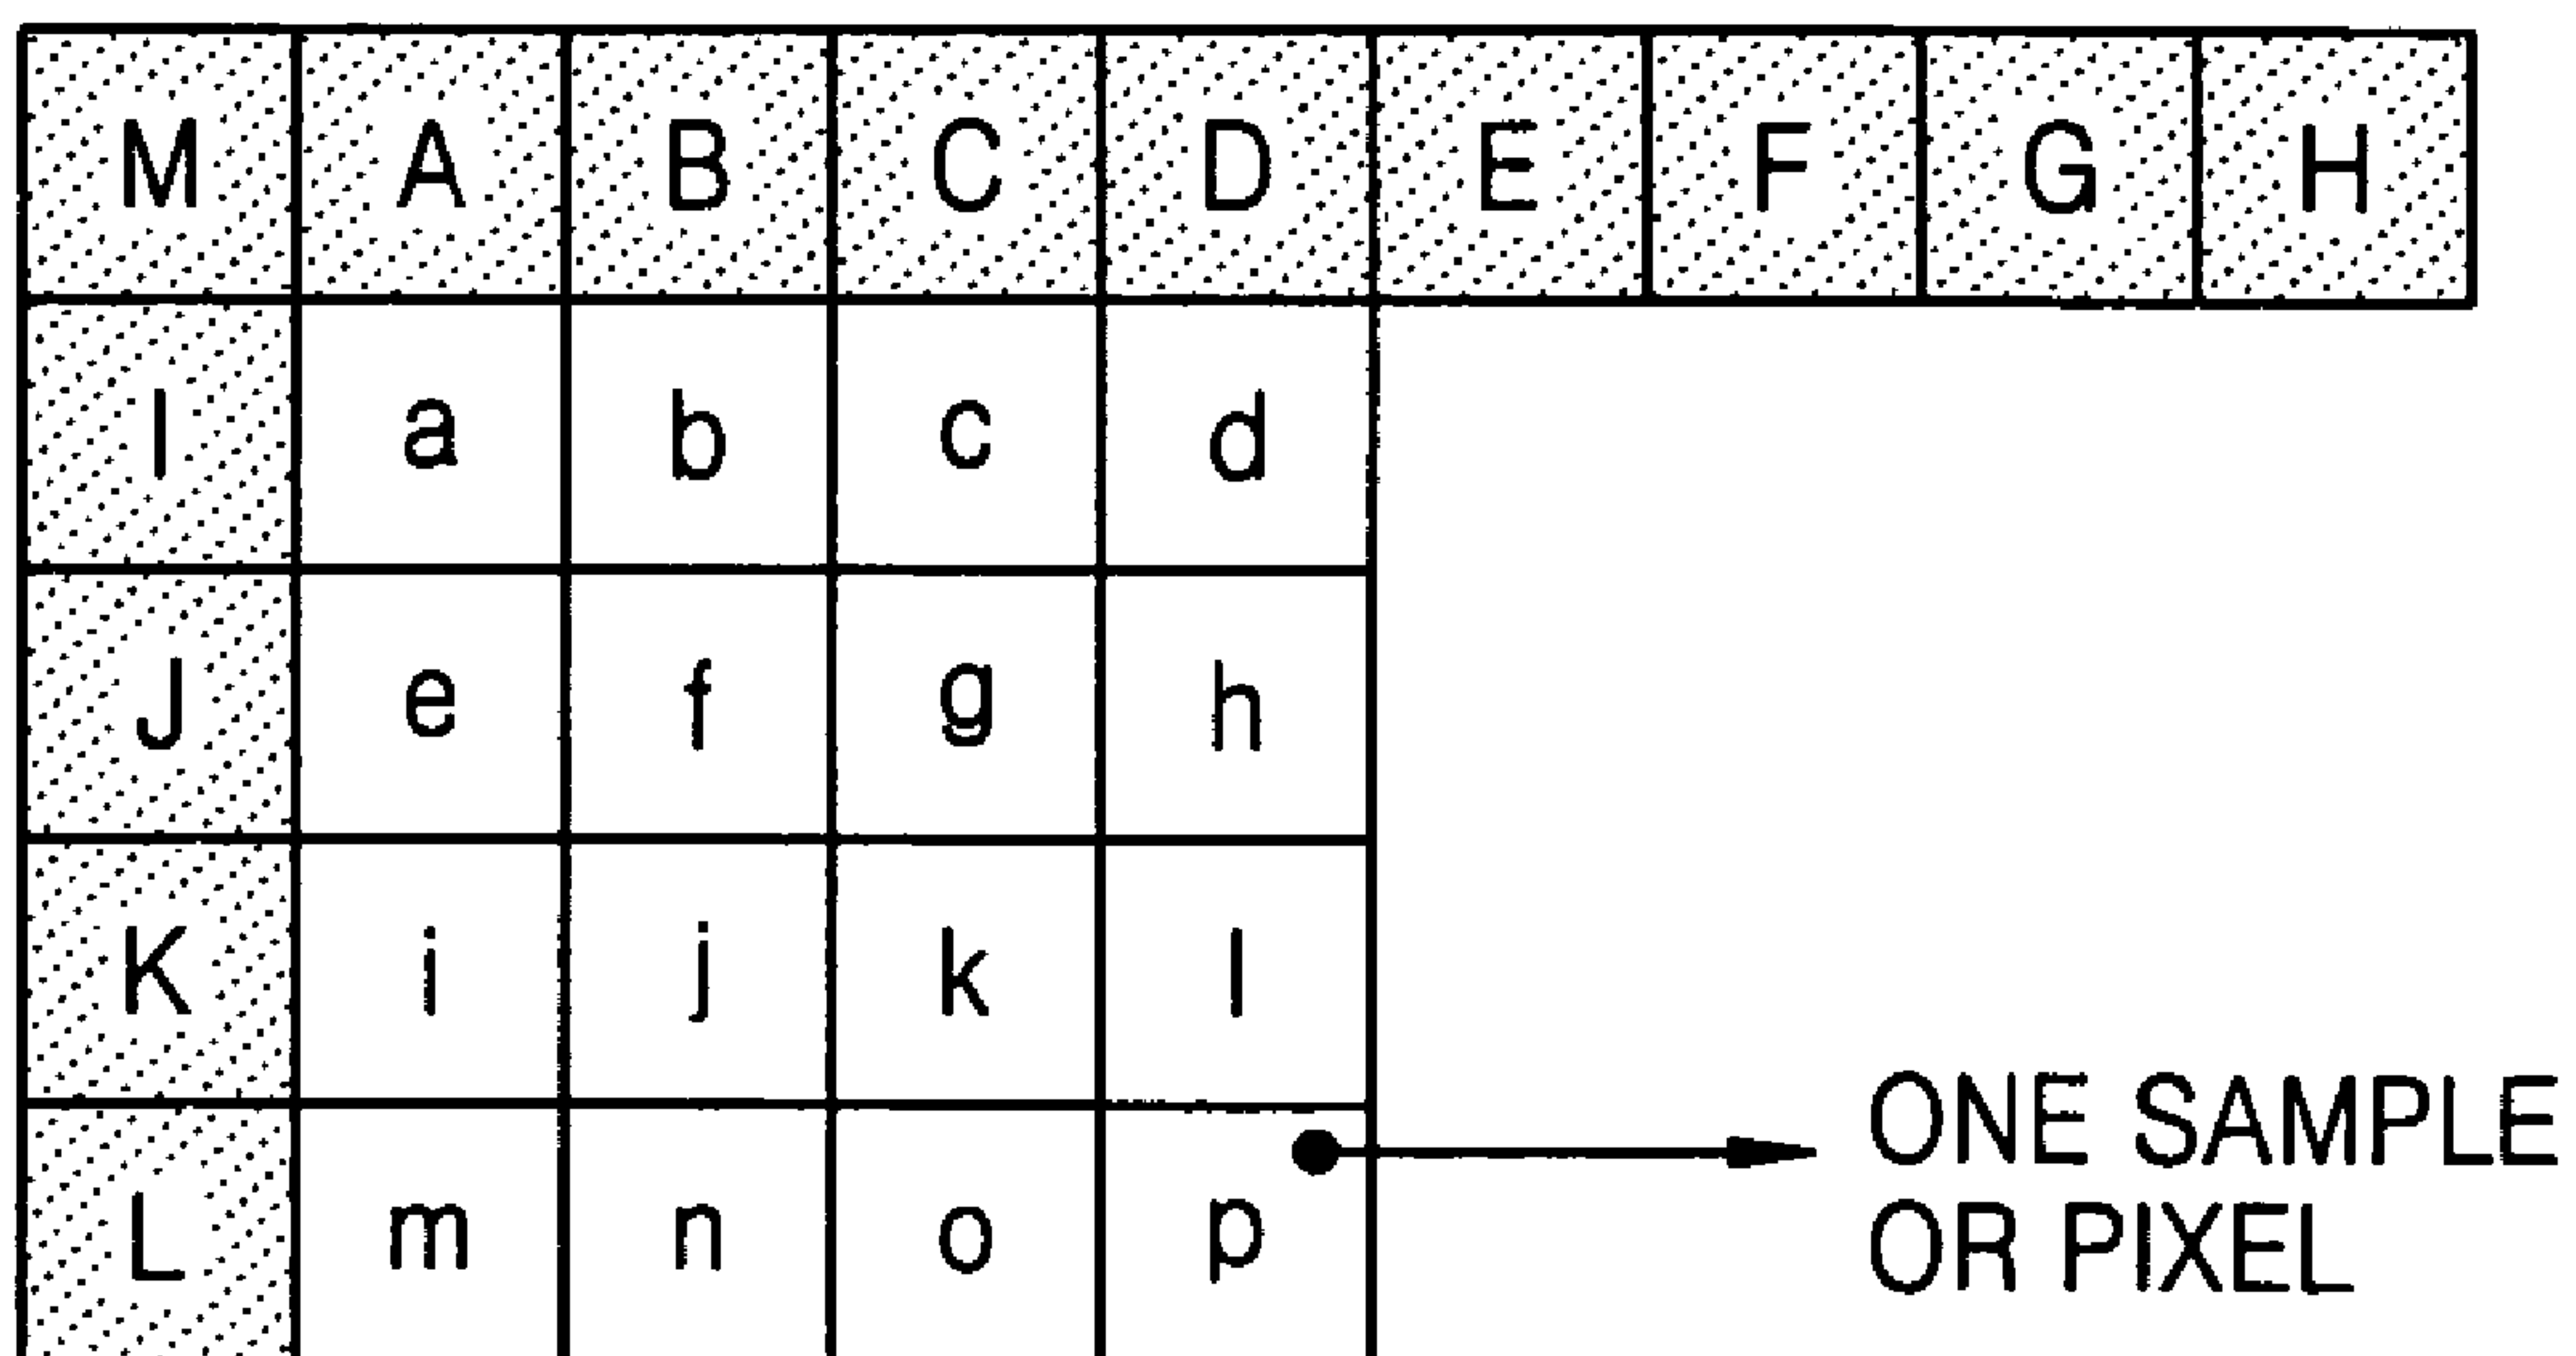 M A B C D E F G H
I a b c d
J e f g h
K i j k l
L m n o p
ONE SAMPLE
OR PIXEL